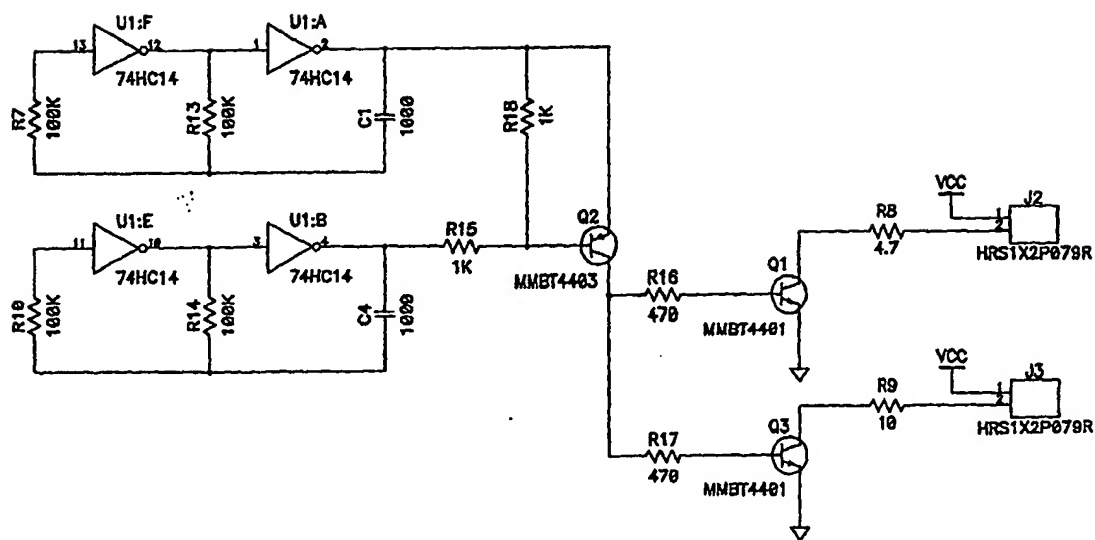 U1:F
13
12
74HC14
R7
100K
R13
100K
U1:A
1
2
74HC14
C1
1000
R18
1K
U1:E
11
10
74HC14
R10
100K
R14
100K
U1:B
3
4
74HC14
C4
1000
R15
1K
Q2
MMBT4403
R16
470
Q1
MMBT4401
R8
4.7
VCC
1
2
J2
HRS1X2P079R
R17
470
Q3
MMBT4401
R9
10
VCC
1
2
J3
HRS1X2P079R